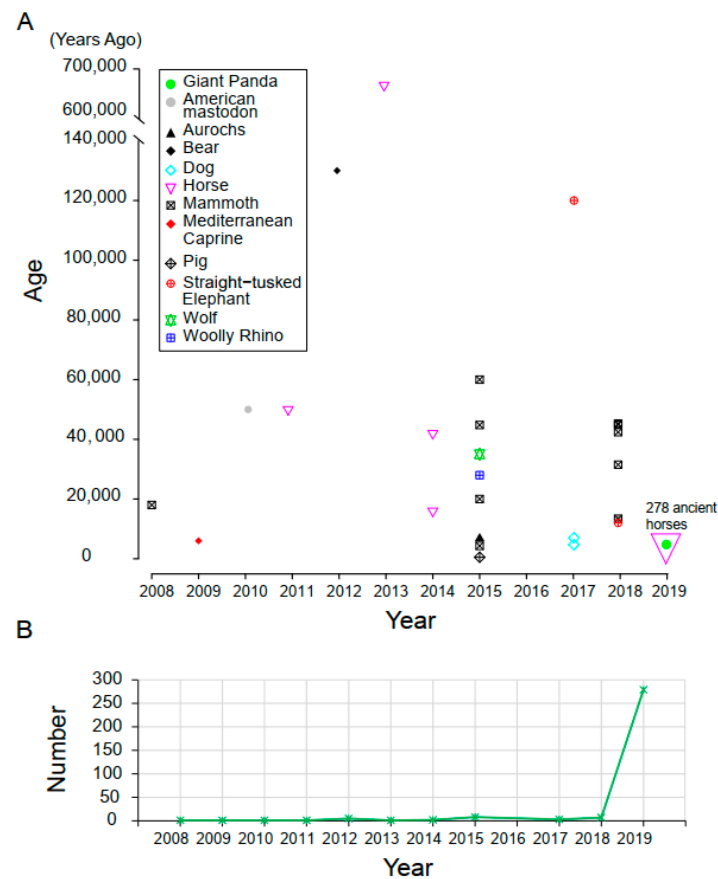 A
(Years Ago)
700,000
600,000
140,000
120,000
100,000
80,000
60,000
40,000
20,000
0
Age
Giant Panda
American
mastodon
Aurochs
Bear
Dog
Horse
Mammoth
Mediterranean
Caprine
Pig
Straight-tusked
Elephant
Wolf
Woolly Rhino
278 ancient
horses
2008 2009 2010 2011 2012 2013 2014 2015 2016 2017 2018 2019
Year
B
300
250
200
150
100
50
0
Number
2008 2009 2010 2011 2012 2013 2014 2015 2016 2017 2018 2019
Year